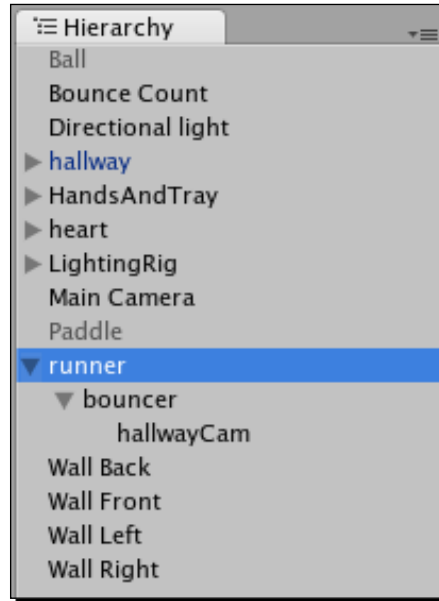 Hierarchy
Ball
Bounce Count
Directional light
hallway
HandsAndTray
heart
LightingRig
Main Camera
Paddle
runner
bouncer
hallwayCam
Wall Back
Wall Front
Wall Left
Wall Right